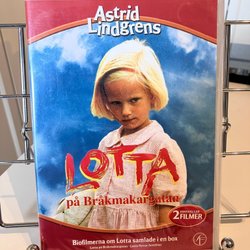 Astrid
Lindgrens
LOTTA
på Bråkmakargatan
2 FILMER
Biofilmerna om Lotta samlade i en box